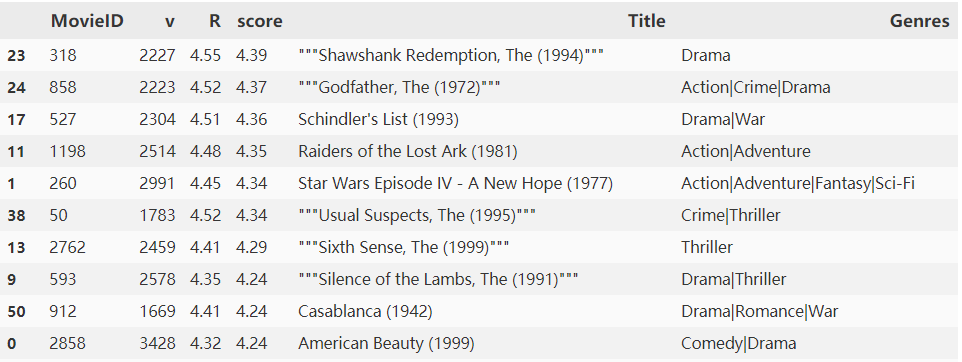 MovieID v R score Title Genres
23 318 2227 4.55 4.39 """Shawshank Redemption, The (1994)""" Drama
24 858 2223 4.52 4.37 """Godfather, The (1972)""" Action|Crime|Drama
17 527 2304 4.51 4.36 Schindler's List (1993) Drama|War
11 1198 2514 4.48 4.35 Raiders of the Lost Ark (1981) Action|Adventure
1 260 2991 4.45 4.34 Star Wars Episode IV - A New Hope (1977) Action|Adventure|Fantasy|Sci-Fi
38 50 1783 4.52 4.34 """Usual Suspects, The (1995)""" Crime|Thriller
13 2762 2459 4.41 4.29 """Sixth Sense, The (1999)""" Thriller
9 593 2578 4.35 4.24 """Silence of the Lambs, The (1991)""" Drama|Thriller
50 912 1669 4.41 4.24 Casablanca (1942) Drama|Romance|War
0 2858 3428 4.32 4.24 American Beauty (1999) Comedy|Drama